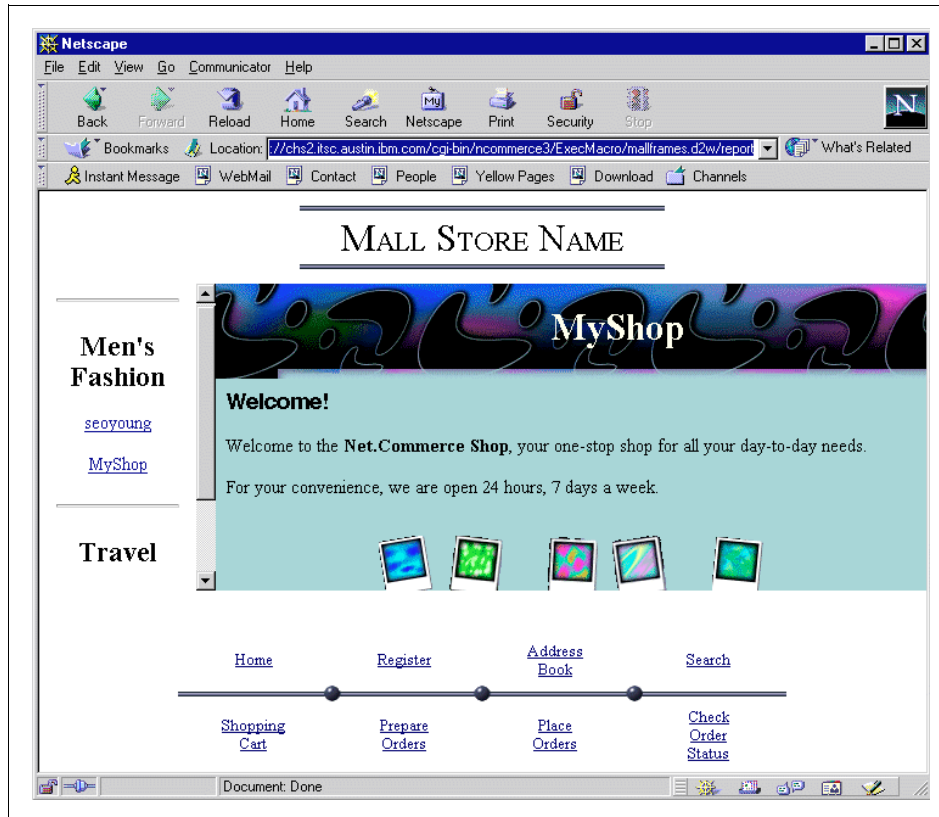 Netscape
File Edit View Go Communicator Help
Back Forward Reload Home Search Netscape Print Security Stop
My
N
Bookmarks Location: ://chs2.itsc.austin.ibm.com/cgi-bin/ncommerce3/ExecMacro/mallframes.d2w/report What's Related
Instant Message WebMail Contact People Yellow Pages Download Channels
MALL STORE NAME
Men's
Fashion
seoyoung
MyShop
Travel
MyShop
Welcome!
Welcome to the Net.Commerce Shop, your one-stop shop for all your day-to-day needs.
For your convenience, we are open 24 hours, 7 days a week.
Home Register Address Book Search
Shopping Cart Prepare Orders Place Orders Check Order Status
Document: Done